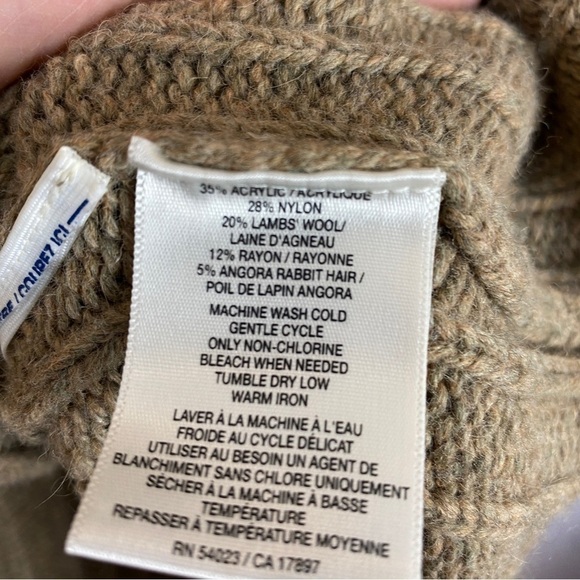 35% ACRYLIC / ACRYLIQUE
28% NYLON
20% LAMBS' WOOL/
LAINE D'AGNEAU
12% RAYON / RAYONNE
5% ANGORA RABBIT HAIR /
POIL DE LAPIN ANGORA
MACHINE WASH COLD
GENTLE CYCLE
ONLY NON-CHLORINE
BLEACH WHEN NEEDED
TUMBLE DRY LOW
WARM IRON
LAVER À LA MACHINE À L'EAU
FROIDE AU CYCLE DÉLICAT
UTILISER AU BESOIN UN AGENT DE
BLANCHIMENT SANS CHLORE UNIQUEMENT
SÉCHER À LA MACHINE À BASSE
TEMPÉRATURE
REPASSER À TEMPÉRATURE MOYENNE
RN 54023 / CA 17897
/ COUPEZ ICI